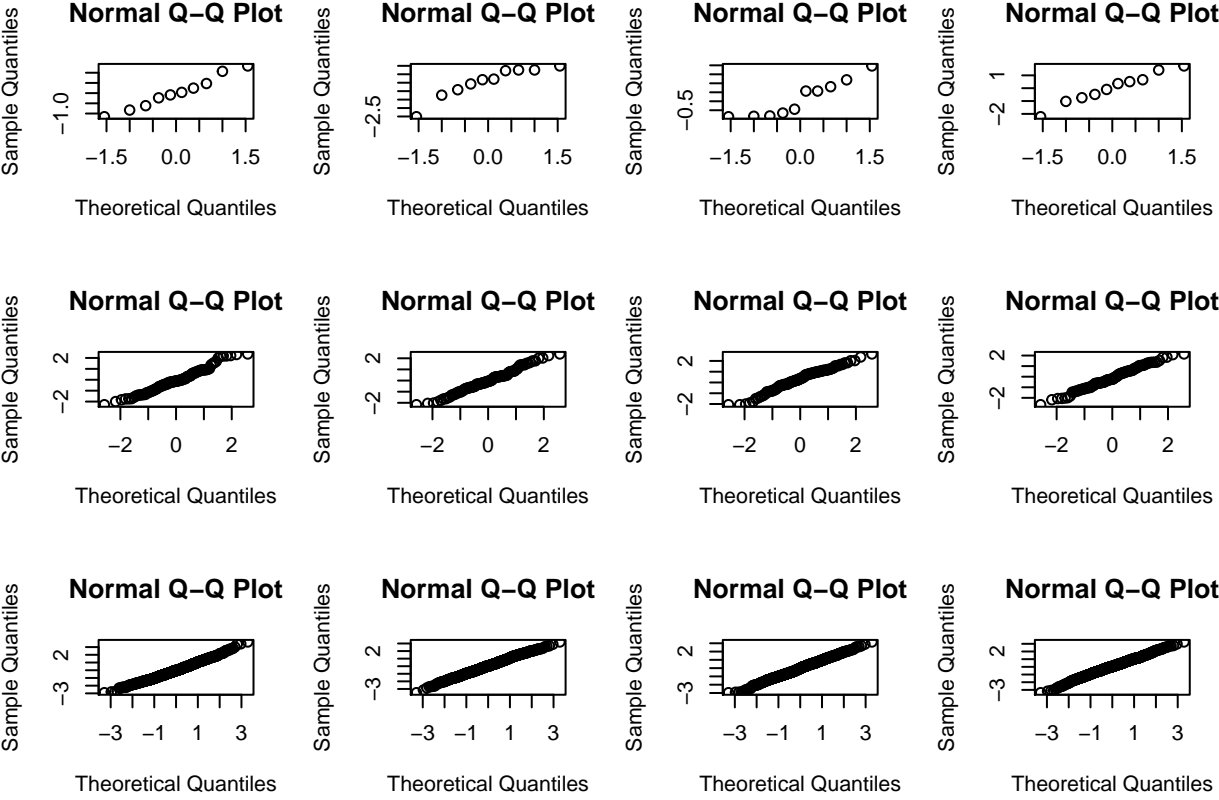 Normal Q−Q Plot
Sample Quantiles
−1.0
−1.5 0.0 1.5
Theoretical Quantiles
Normal Q−Q Plot
Sample Quantiles
−2.5
−1.5 0.0 1.5
Theoretical Quantiles
Normal Q−Q Plot
Sample Quantiles
−0.5
−1.5 0.0 1.5
Theoretical Quantiles
Normal Q−Q Plot
Sample Quantiles
−2 1
−1.5 0.0 1.5
Theoretical Quantiles
Normal Q−Q Plot
Sample Quantiles
−2 2
−2 0 2
Theoretical Quantiles
Normal Q−Q Plot
Sample Quantiles
−2 2
−2 0 2
Theoretical Quantiles
Normal Q−Q Plot
Sample Quantiles
−2 2
−2 0 2
Theoretical Quantiles
Normal Q−Q Plot
Sample Quantiles
−2 2
−2 0 2
Theoretical Quantiles
Normal Q−Q Plot
Sample Quantiles
−3 2
−3 −1 1 3
Theoretical Quantiles
Normal Q−Q Plot
Sample Quantiles
−3 2
−3 −1 1 3
Theoretical Quantiles
Normal Q−Q Plot
Sample Quantiles
−3 2
−3 −1 1 3
Theoretical Quantiles
Normal Q−Q Plot
Sample Quantiles
−3 2
−3 −1 1 3
Theoretical Quantiles